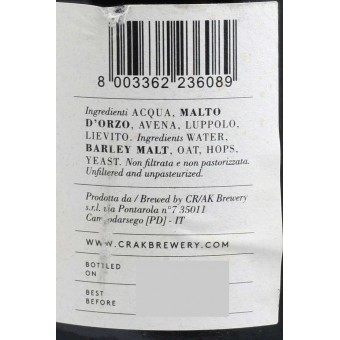 8 003362 236089
Ingredienti ACQUA, MALTO
D'ORZO, AVENA, LUPPOLO,
LIEVITO. Ingredients WATER,
BARLEY MALT, OAT, HOPS,
YEAST. Non filtrata e non pastorizzata.
Unfiltered and unpasteurized.
Prodotta da / Brewed by CR/AK Brewery
s.r.l. via Pontarola n°7 35011
Campodarsego [PD] - IT
WWW.CRAKBREWERY.COM
BOTTLED
ON
BEST
BEFORE